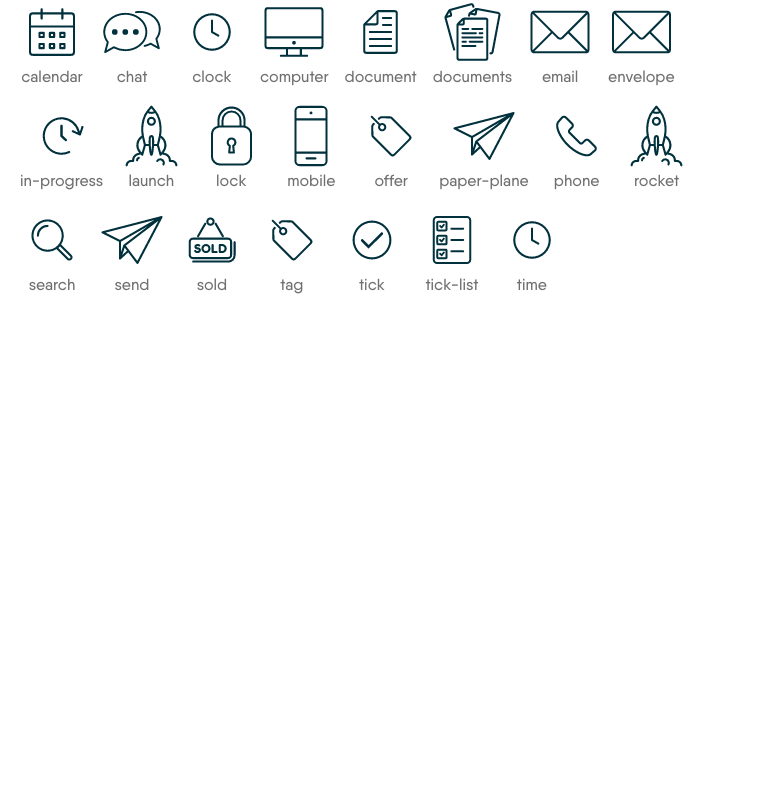 calendar chat clock computer document documents email envelope
in-progress launch lock mobile offer paper-plane phone rocket
SOLD
search send sold tag tick tick-list time